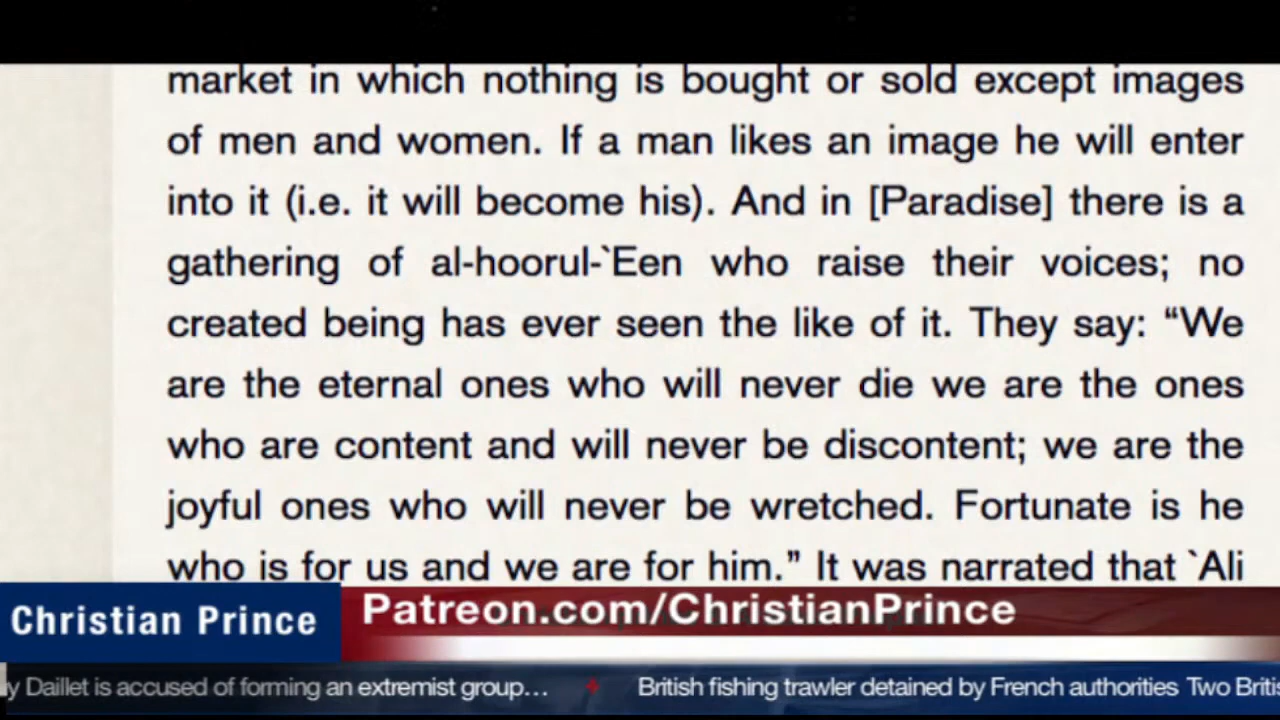 market in which nothing is bought or sold except images
of men and women. If a man likes an image he will enter
into it (i.e. it will become his). And in [Paradise] there is a
gathering of al-hoorul-`Een who raise their voices; no
created being has ever seen the like of it. They say: “We
are the eternal ones who will never die we are the ones
who are content and will never be discontent; we are the
joyful ones who will never be wretched. Fortunate is he
who is for us and we are for him.” It was narrated that `Ali
Christian Prince
Patreon.com/ChristianPrince
y Daillet is accused of forming an extremist group... British fishing trawler detained by French authorities Two Britis